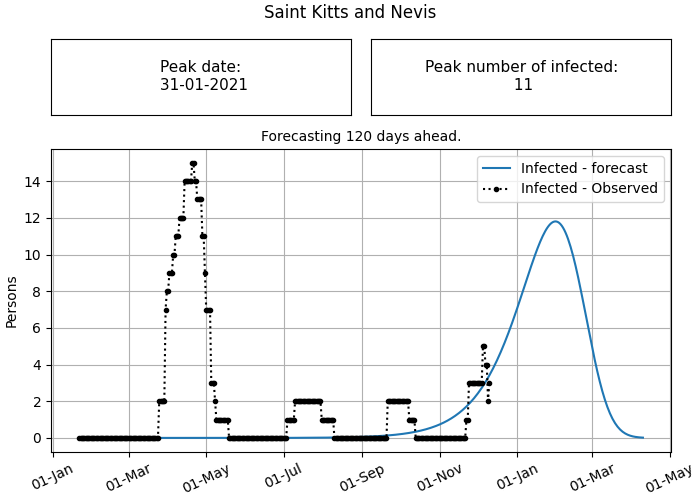 Saint Kitts and Nevis
Peak date:
31-01-2021
Peak number of infected:
11
Forecasting 120 days ahead.
Infected - forecast
Infected - Observed
Persons
14
12
10
8
6
4
2
0
01-Jan
01-Mar
01-May
01-Jul
01-Sep
01-Nov
01-Jan
01-Mar
01-May